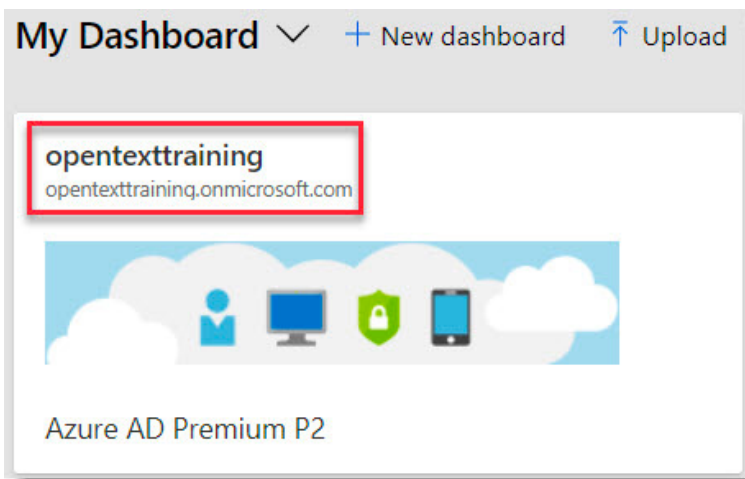 My Dashboard + New dashboard Upload
opentexttraining
opentexttraining.onmicrosoft.com
Azure AD Premium P2